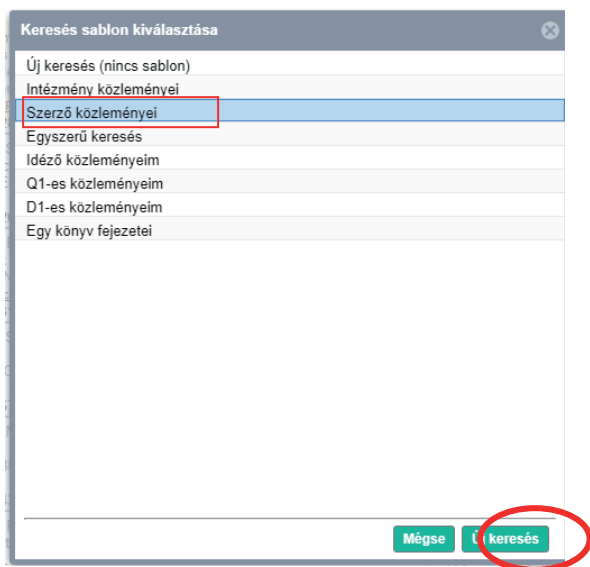 Keresés sablon kiválasztása
Új keresés (nincs sablon)
Intézmény közleményei
Szerző közleményei
Egyszerű keresés
Idéző közleményeim
Q1-es közleményeim
D1-es közleményeim
Egy könyv fejezetei
Mégse Új keresés